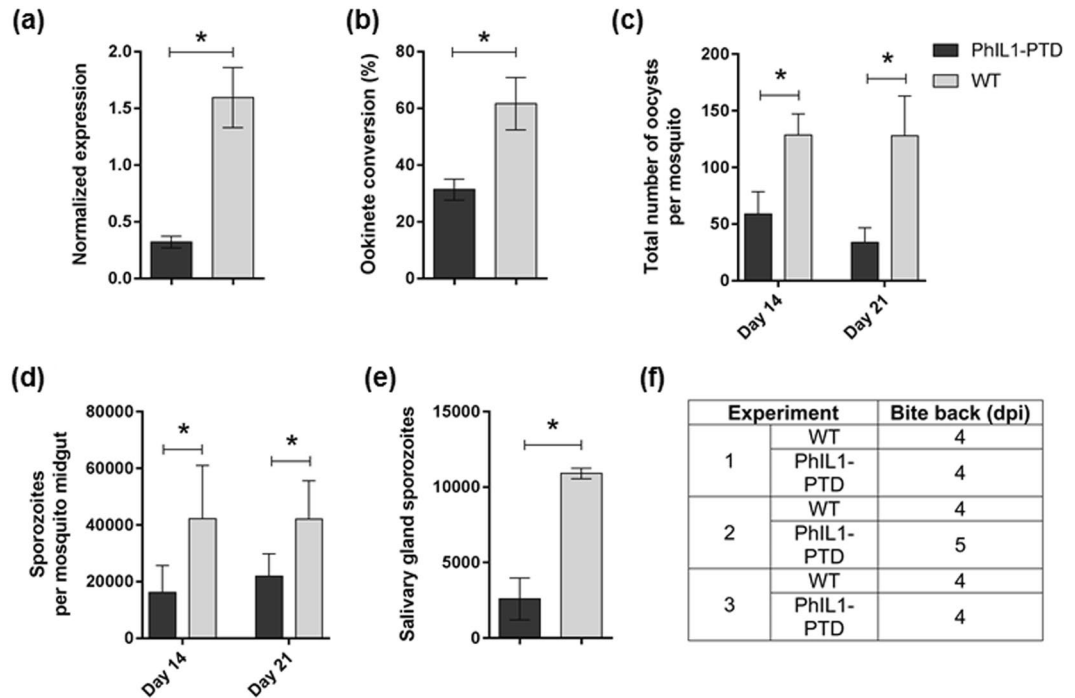 (a)
Normalized expression
2.0
1.5
1.0
0.5
0.0
*
(b)
Ookinete conversion (%)
80
60
40
20
0
*
(c)
Total number of oocysts
per mosquito
200
150
100
50
0
*
*
Day 14
Day 21
PhIL1-PTD
WT
(d)
Sporozoites
per mosquito midgut
80000
60000
40000
20000
0
*
*
Day 14
Day 21
(e)
Salivary gland sporozoites
15000
10000
5000
0
*
(f)
Experiment Bite back (dpi)
1 WT 4
PhIL1-
PTD 4
2 WT 4
PhIL1-
PTD 5
3 WT 4
PhIL1-
PTD 4